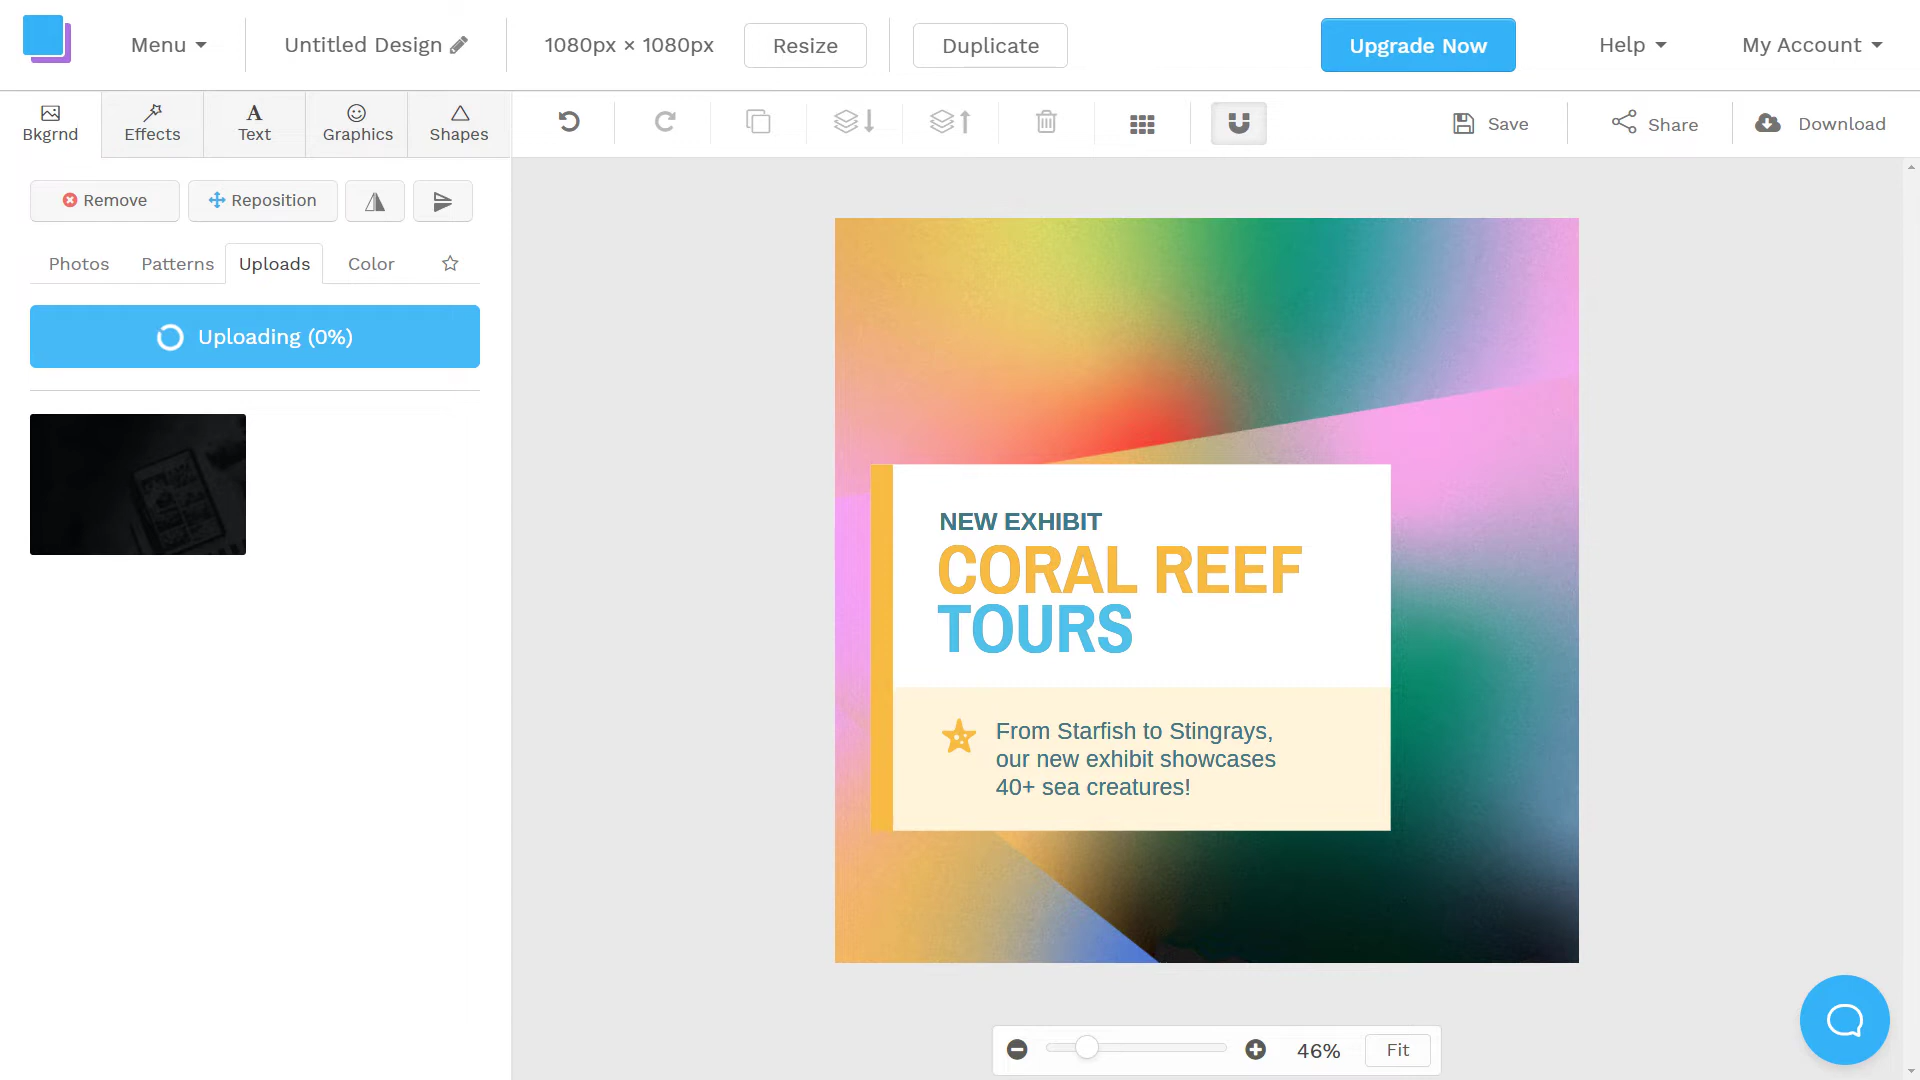 Menu
Untitled Design
1080px × 1080px
Resize
Duplicate
Upgrade Now
Help
My Account
Bkgrnd
Effects
Text
Graphics
Shapes
Save
Share
Download
Remove
Reposition
Photos
Patterns
Uploads
Color
Uploading (0%)
NEW EXHIBIT
CORAL REEF
TOURS
From Starfish to Stingrays,
our new exhibit showcases
40+ sea creatures!
46%
Fit